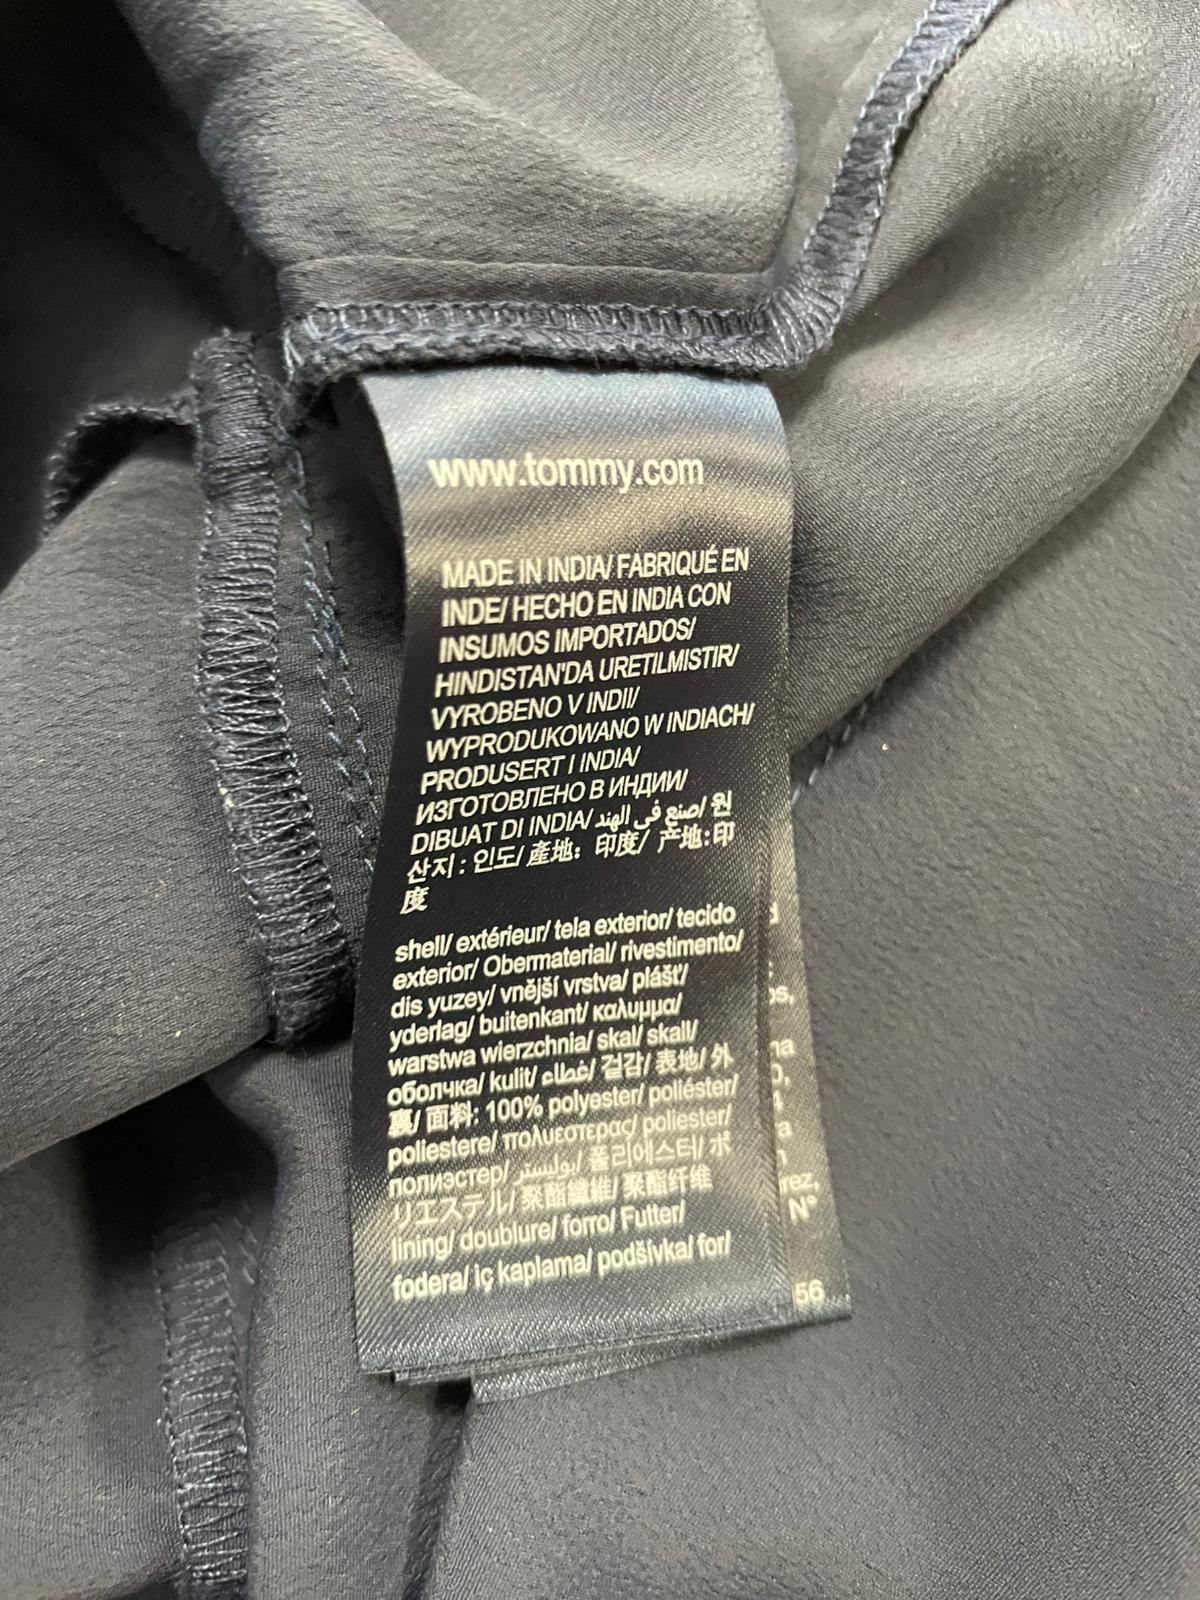 www.tommy.com
MADE IN INDIA/ FABRIQUÉ EN
INDE/ HECHO EN INDIA CON
INSUMOS IMPORTADOS/
HINDISTAN'DA URETILMISTIR/
VYROBENO V INDII/
WYPRODUKOWANO W INDIACH/
PRODUSERT I INDIA/
ИЗГОТОВЛЕНО В ИНДИИ/
DIBUAT DI INDIA/ صنع في الهند/ 원
산지 : 인도/ 產地: 印度/ 产地:印
度
shell/ extérieur/ tela exterior/ tecido
exterior/ Obermaterial/ rivestimento/
dis yuzey/ vnější vrstva/ plášť/
yderlag/ buitenkant/ καλυμμα/
warstwa wierzchnia/ skal/ skall/
оболчка/ kulit/ غطاء/ 겉감/ 表地/ 外
裏/ 面料: 100% polyester/ poliéster/
poliestere/ πολυεστερας/ poliester/
полиэстер/ بوليستر/ 폴리에스터/ ポ
リエステル/ 聚酯纖維/ 聚酯纤维
lining/ doublure/ forro/ Futter/
fodera/ iç kaplama/ podšívka/ for/
rez,
N°
56